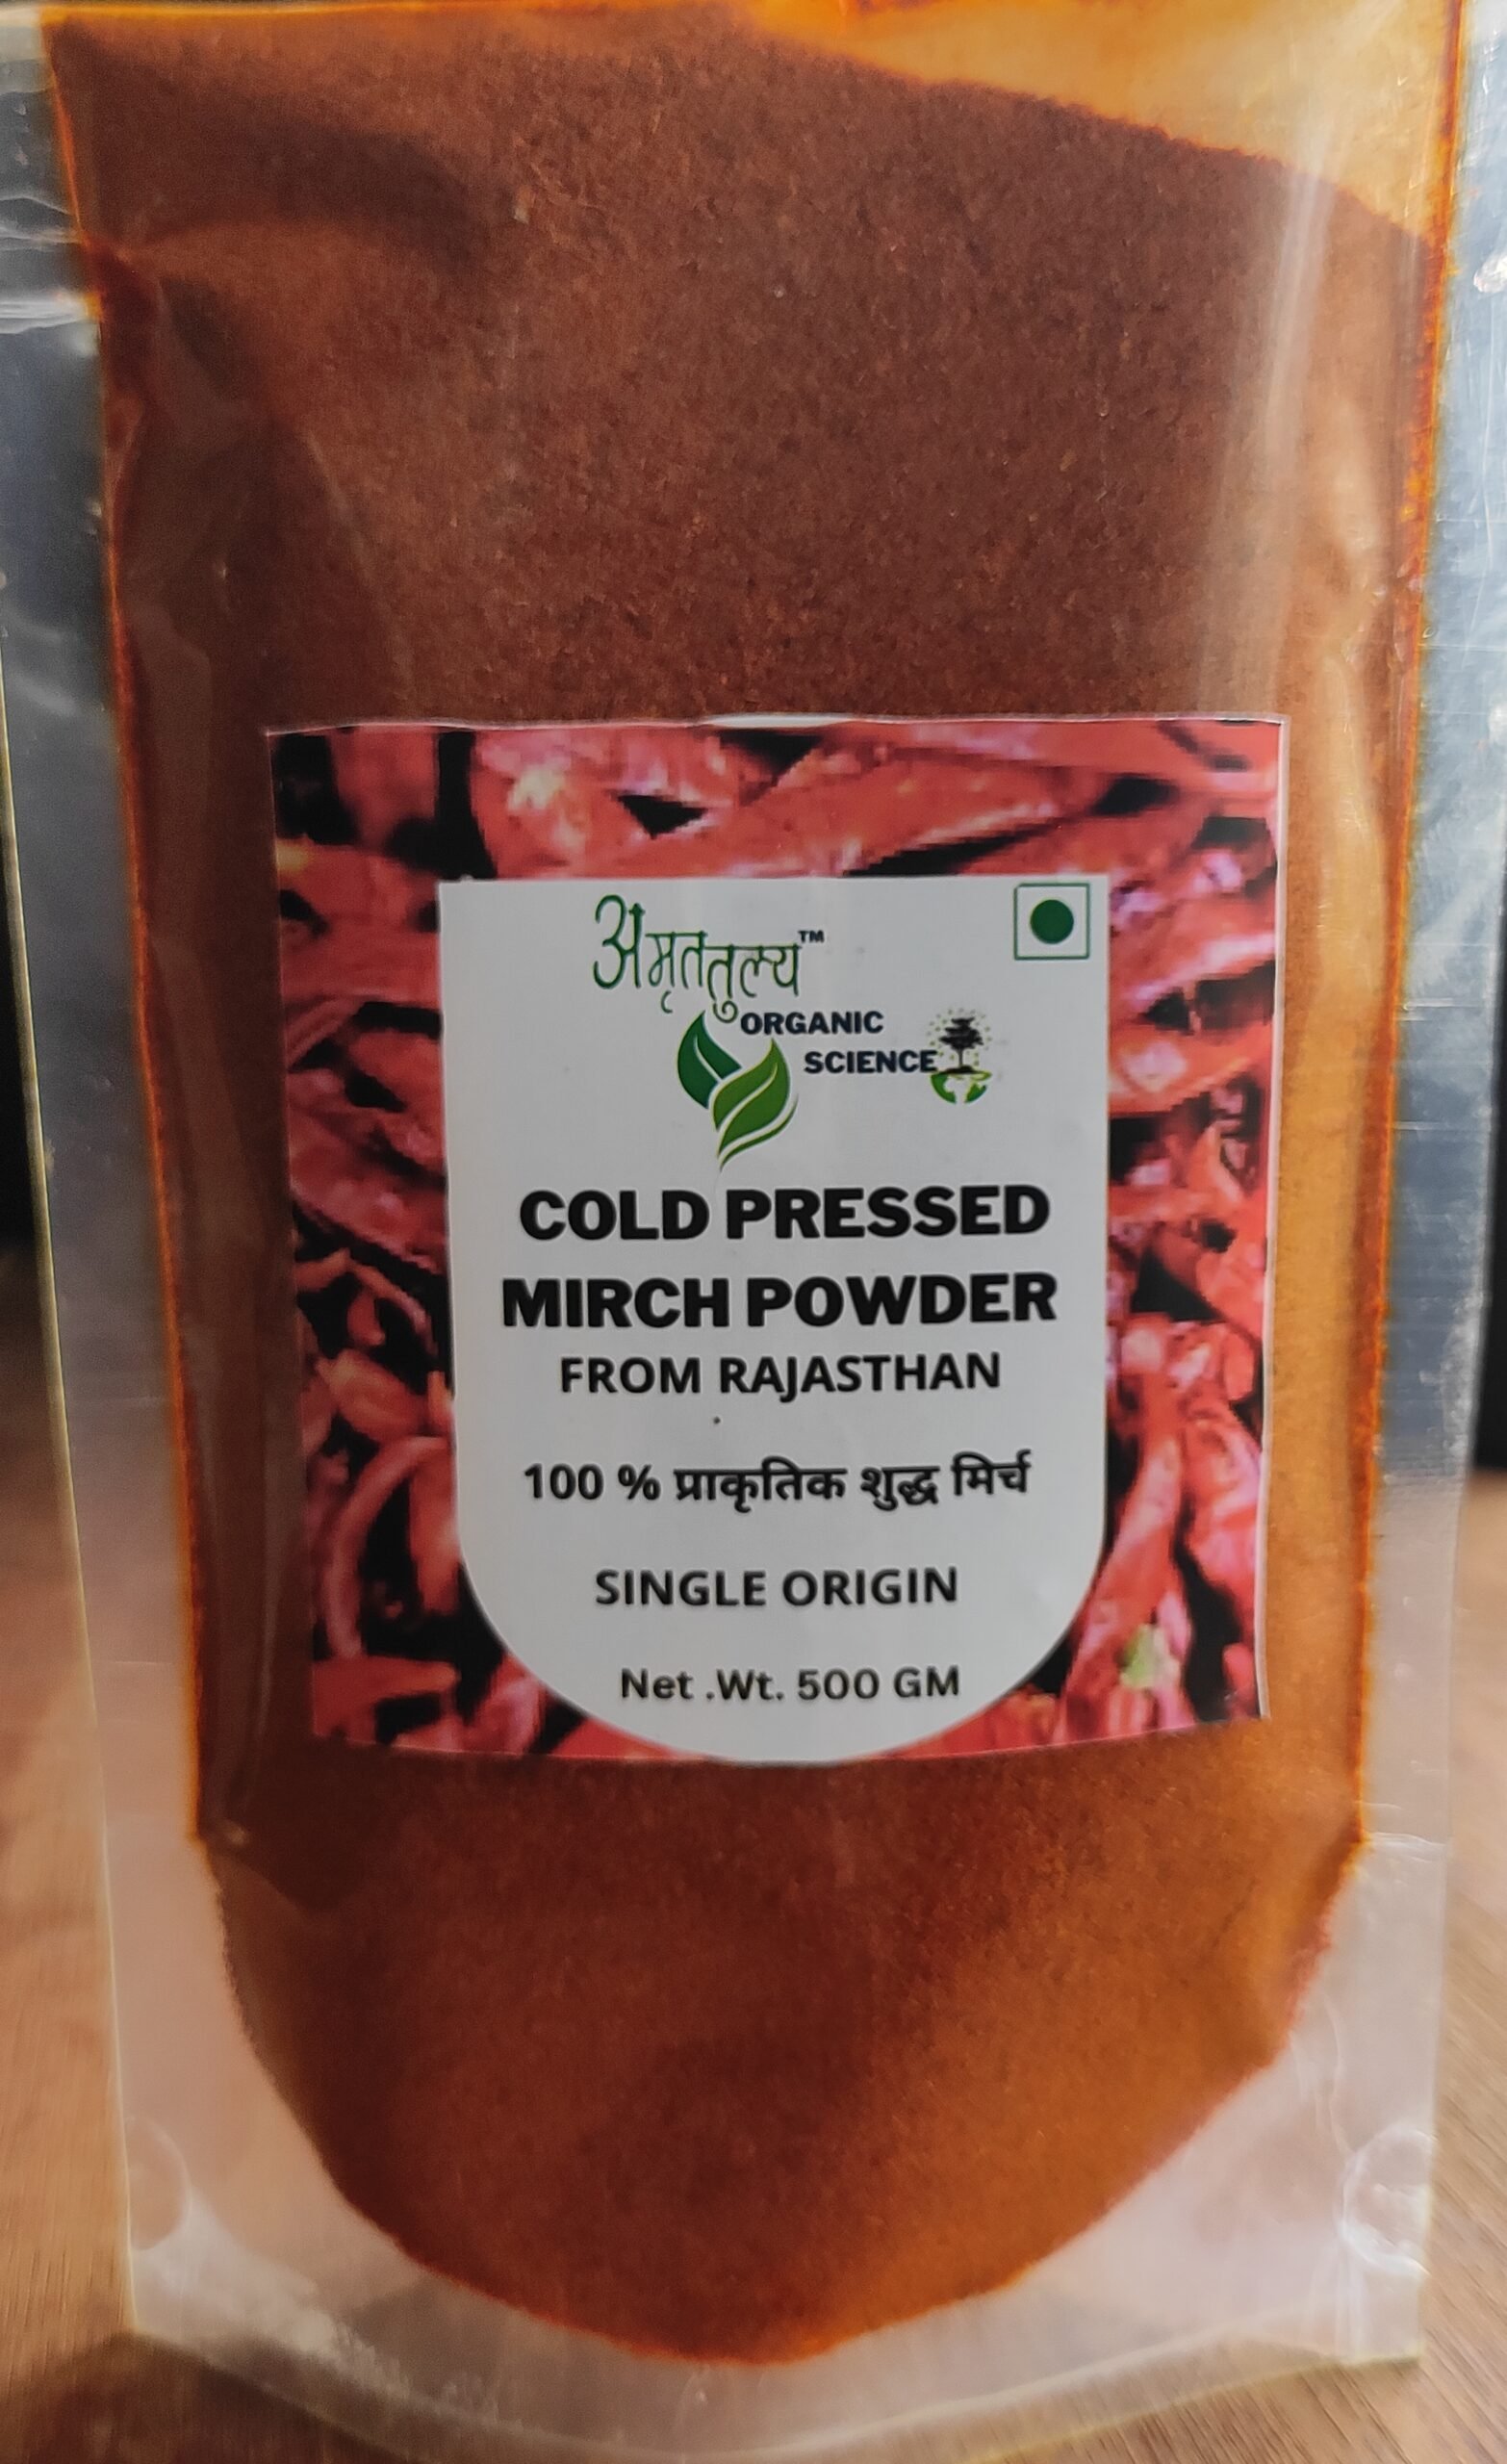 अमृततुल्य™
ORGANIC
SCIENCE
COLD PRESSED
MIRCH POWDER
FROM RAJASTHAN
100 % प्राकृतिक शुद्ध मिर्च
SINGLE ORIGIN
Net .Wt. 500 GM